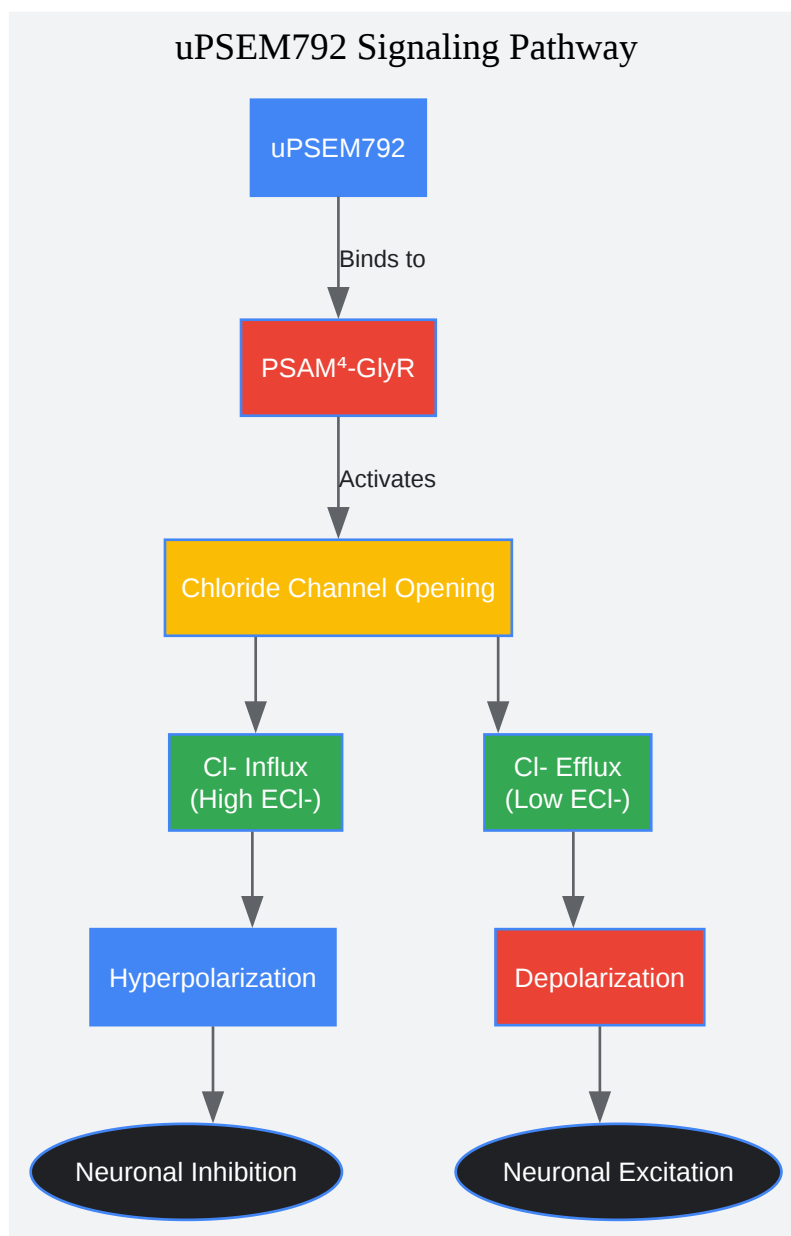 uPSEM792 Signaling Pathway
uPSEM792
Binds to
PSAM⁴-GlyR
Activates
Chloride Channel Opening
Cl- Influx
(High ECl-)
Cl- Efflux
(Low ECl-)
Hyperpolarization
Depolarization
Neuronal Inhibition
Neuronal Excitation